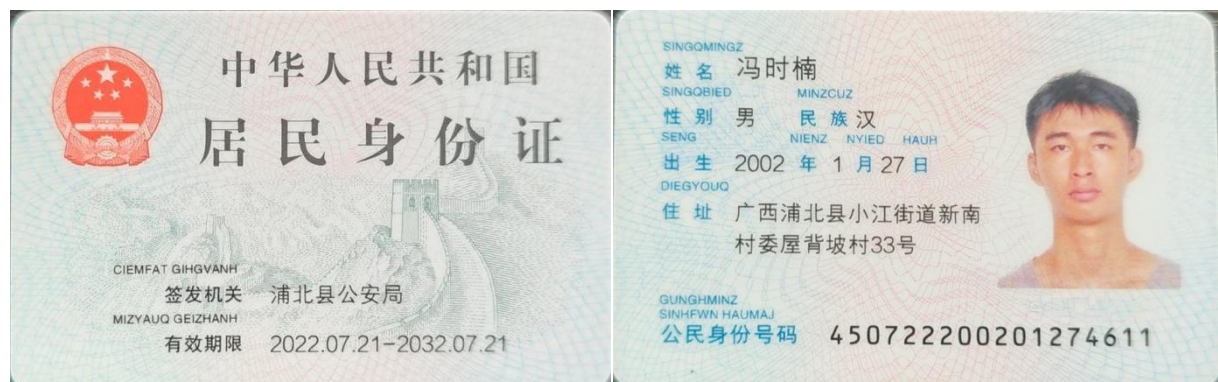 中华人民共和国
居民身份证
CIEMFAT GIHGVANH
签发机关 浦北县公安局
MIZYAUQ GEIZHANH
有效期限 2022.07.21-2032.07.21
SINGQMINGZ
姓名 冯时楠
SINGQBIED MINZCUZ
性别 男 民族 汉
SENG NIENZ NYIED HAUH
出生 2002 年 1 月 27 日
DIEGYOUQ
住址 广西浦北县小江街道新南
村委屋背坡村33号
GUNGHMINZ
SINHFWN HAUMAJ
公民身份号码 450722200201274611